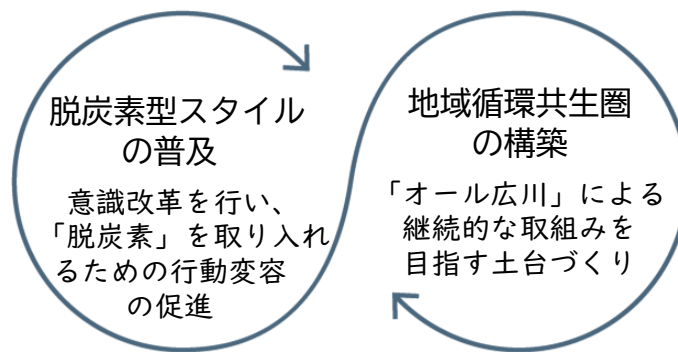 脱炭素型スタイル
の普及
意識改革を行い、
「脱炭素」を取り入れ
るための行動変容
の促進
地域循環共生圏
の構築
「オール広川」による
継続的な取組みを
目指す土台づくり